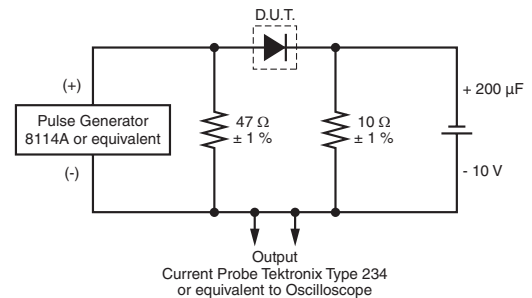 D.U.T.
(+)
Pulse Generator
8114A or equivalent
(-)
47 Ω
± 1 %
10 Ω
± 1 %
+ 200 µF
- 10 V
Output
Current Probe Tektronix Type 234
or equivalent to Oscilloscope